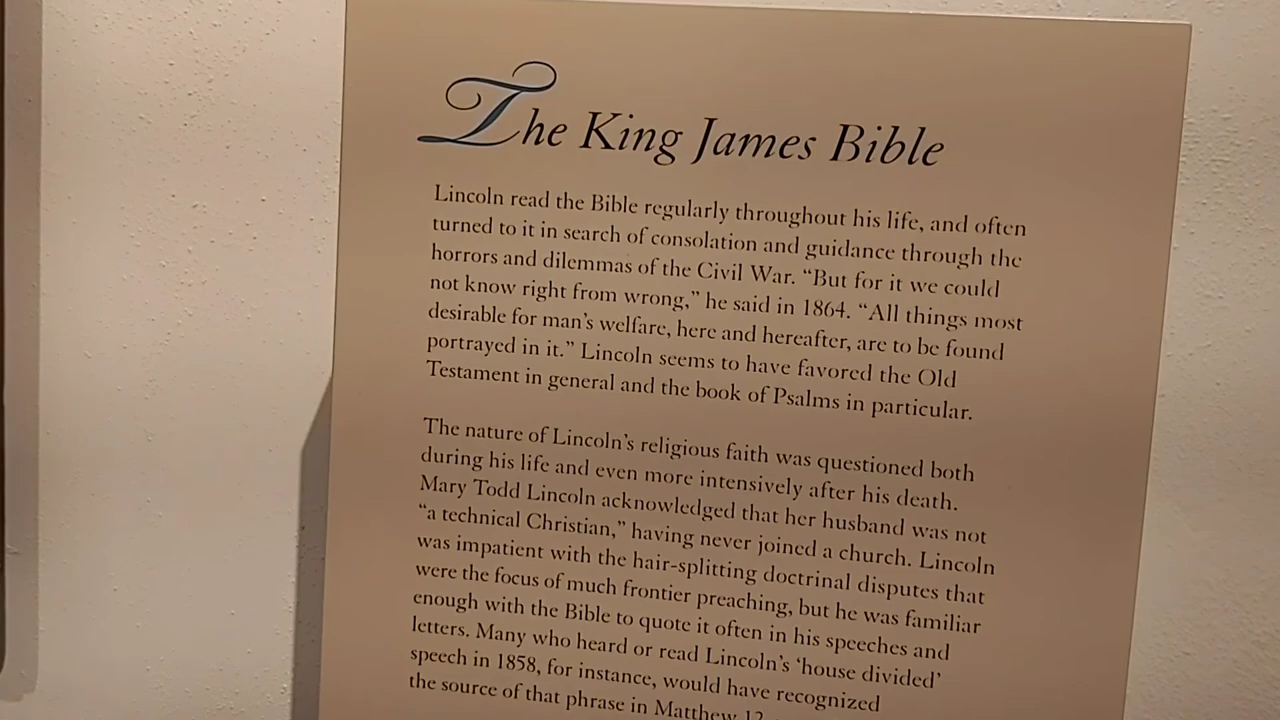 The King James Bible
Lincoln read the Bible regularly throughout his life, and often
turned to it in search of consolation and guidance through the
horrors and dilemmas of the Civil War. “But for it we could
not know right from wrong,” he said in 1864. “All things most
desirable for man’s welfare, here and hereafter, are to be found
portrayed in it.” Lincoln seems to have favored the Old
Testament in general and the book of Psalms in particular.
The nature of Lincoln’s religious faith was questioned both
during his life and even more intensively after his death.
Mary Todd Lincoln acknowledged that her husband was not
“a technical Christian,” having never joined a church. Lincoln
was impatient with the hair-splitting doctrinal disputes that
were the focus of much frontier preaching, but he was familiar
enough with the Bible to quote it often in his speeches and
letters. Many who heard or read Lincoln’s ‘house divided’
speech in 1858, for instance, would have recognized
the source of that phrase in Matthew 12